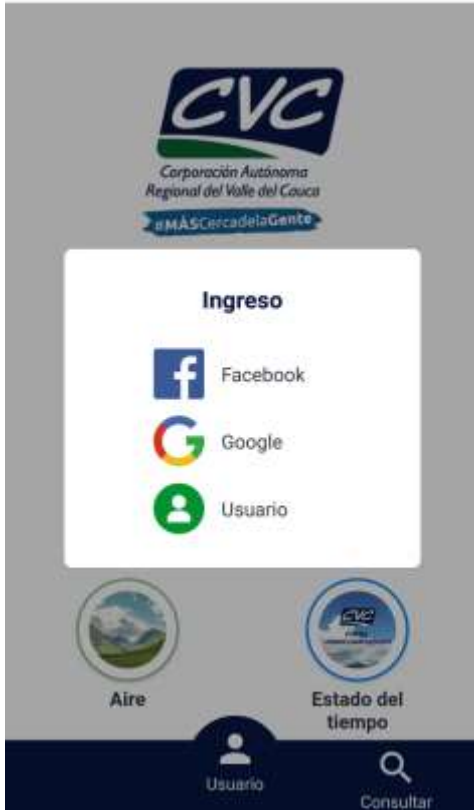 CVC
Corporación Autónoma
Regional del Valle del Cauca
#MÁSCercadelaGente
Ingreso
Facebook
Google
Usuario
CVC
Aire
Estado del
tiempo
Usuario
Consultar